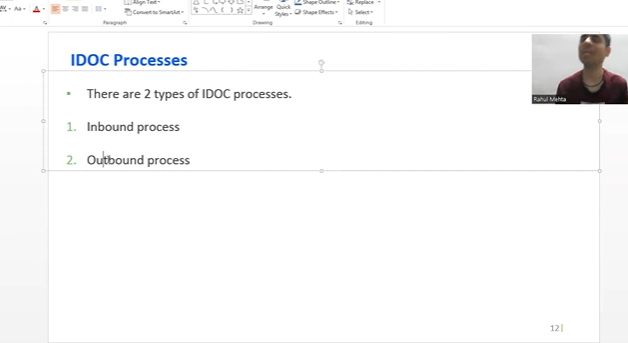 Align Text
Convert to SmartArt
Paragraph
Arrange
Quick
Styles
Shape Outline
Shape Effects
Drawing
Replace
Select
Editing
IDOC Processes
Rahul Mehta
• There are 2 types of IDOC processes.
1. Inbound process
2. Outbound process
12